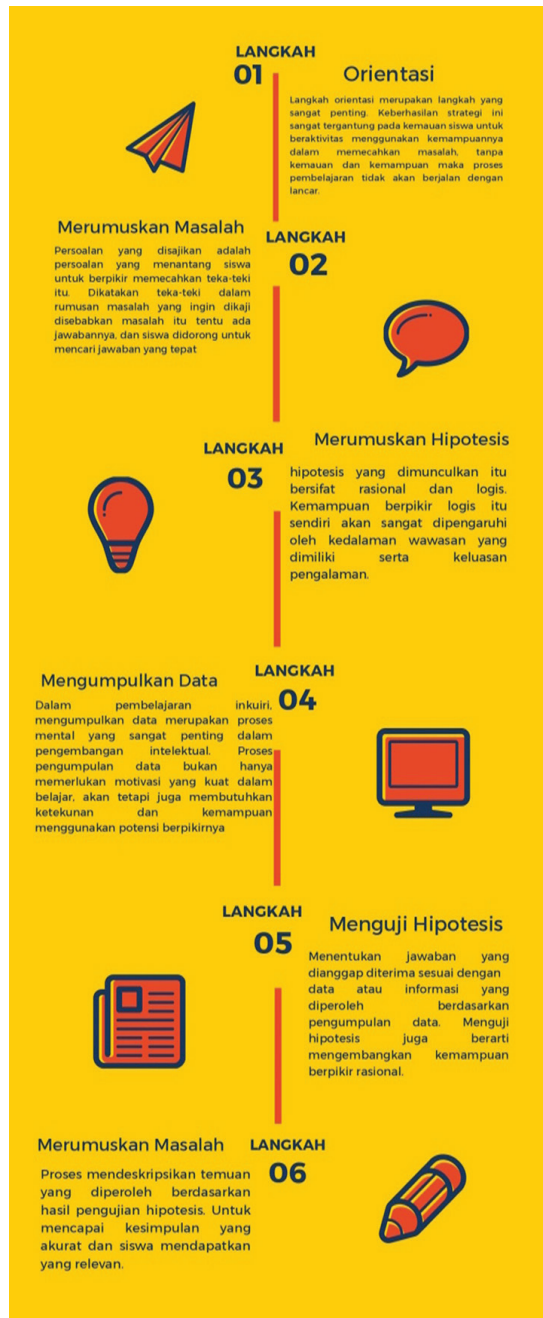 LANGKAH
01
Orientasi
Langkah orientasi merupakan langkah yang
sangat penting. Keberhasilan strategi ini
sangat tergantung pada kemauan siswa untuk
beraktivitas menggunakan kemampuannya
dalam memecahkan masalah, tanpa
kemauan dan kemampuan maka proses
pembelajaran tidak akan berjalan dengan
lancar.
LANGKAH
02
Merumuskan Masalah
Persoalan yang disajikan adalah
persoalan yang menantang siswa
untuk berpikir memecahkan teka-teki
itu. Dikatakan teka-teki dalam
rumusan masalah yang ingin dikaji
disebabkan masalah itu tentu ada
jawabannya, dan siswa didorong untuk
mencari jawaban yang tepat
LANGKAH
03
Merumuskan Hipotesis
hipotesis yang dimunculkan itu
bersifat rasional dan logis.
Kemampuan berpikir logis itu
sendiri akan sangat dipengaruhi
oleh kedalaman wawasan yang
dimiliki serta keluasan
pengalaman.
LANGKAH
04
Mengumpulkan Data
Dalam pembelajaran inkuiri,
mengumpulkan data merupakan proses
mental yang sangat penting dalam
pengembangan intelektual. Proses
pengumpulan data bukan hanya
memerlukan motivasi yang kuat dalam
belajar, akan tetapi juga membutuhkan
ketekunan dan kemampuan
menggunakan potensi berpikirnya
LANGKAH
05
Menguji Hipotesis
Menentukan jawaban yang
dianggap diterima sesuai dengan
data atau informasi yang
diperoleh berdasarkan
pengumpulan data. Menguji
hipotesis juga berarti
mengembangkan kemampuan
berpikir rasional.
LANGKAH
06
Merumuskan Masalah
Proses mendeskripsikan temuan
yang diperoleh berdasarkan
hasil pengujian hipotesis. Untuk
mencapai kesimpulan yang
akurat dan siswa mendapatkan
yang relevan.